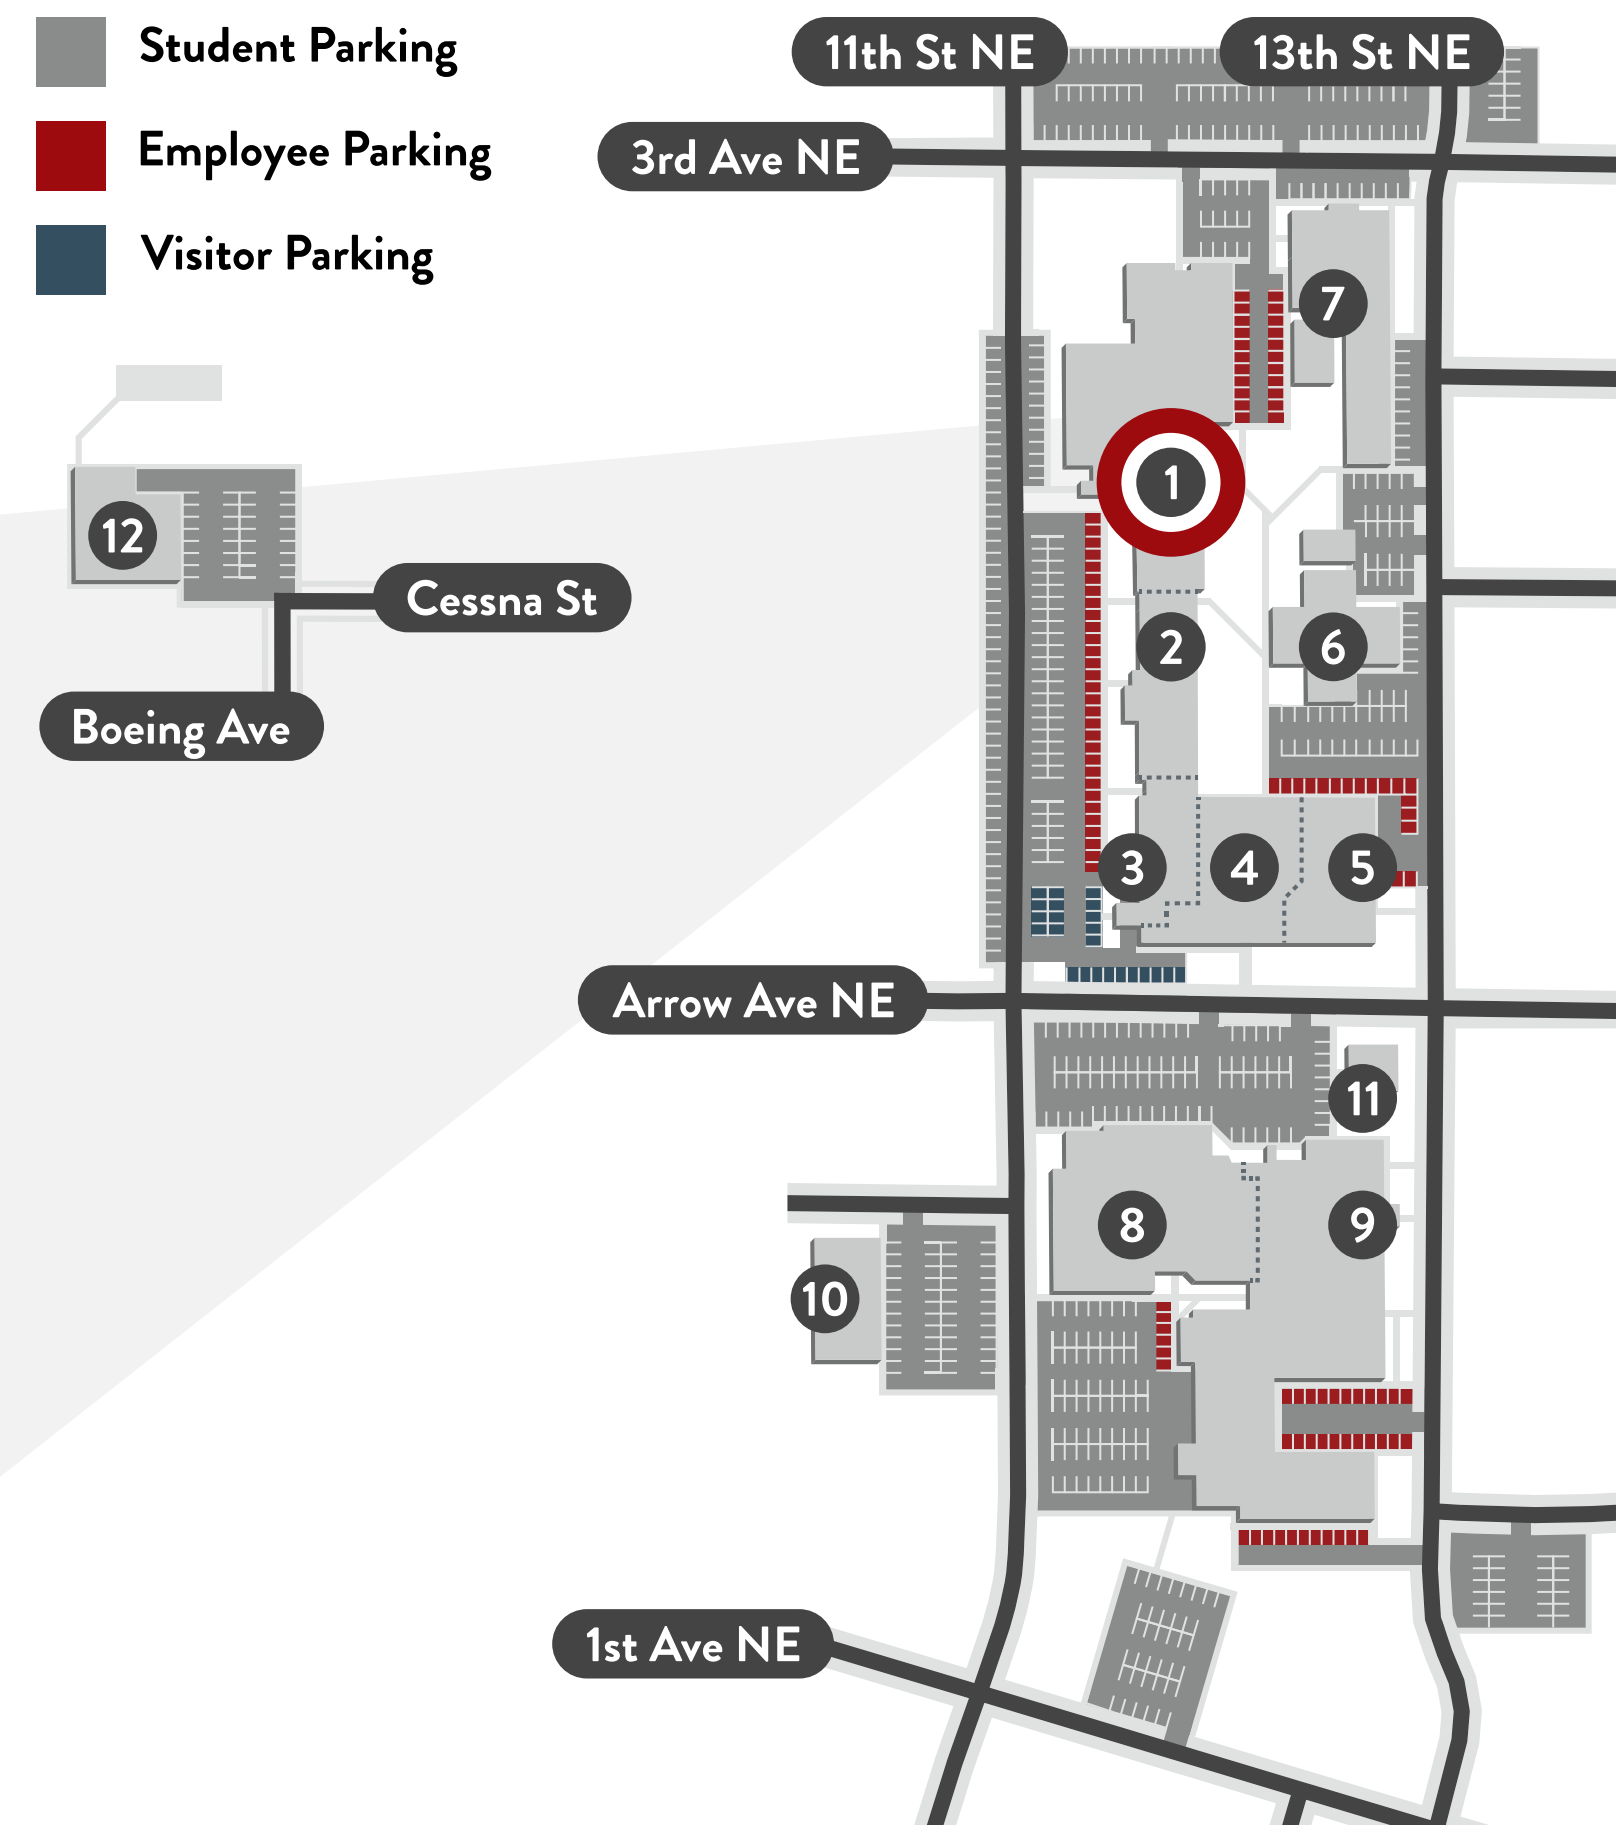 Student Parking
Employee Parking
Visitor Parking
11th St NE
13th St NE
3rd Ave NE
7
1
12
Cessna St
2
6
Boeing Ave
3
4
5
Arrow Ave NE
11
8
9
10
1st Ave NE